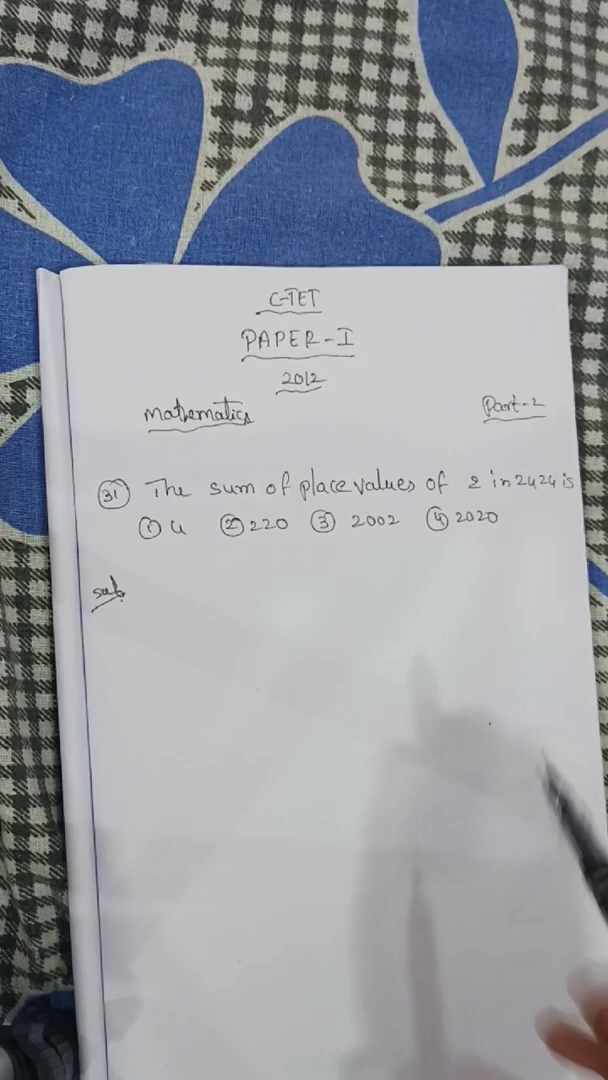 C-TET
PAPER-I
2012
Mathematics Part-2
31 The sum of place values of 2 in 2424 is
1 4 2 220 3 2002 4 2020
Sol.